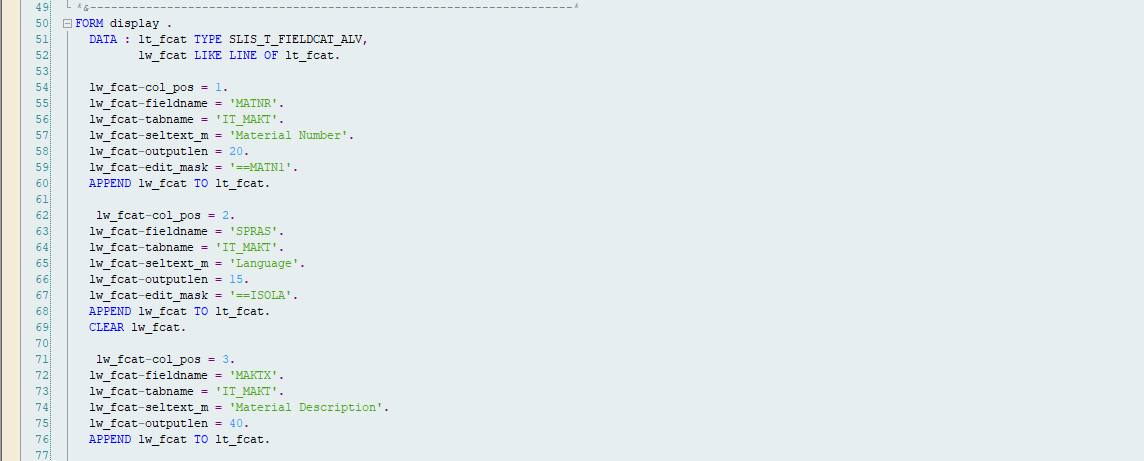 49 *&---------------------------------------------------------------------*
50 FORM display .
51 DATA : lt_fcat TYPE SLIS_T_FIELDCAT_ALV,
52 lw_fcat LIKE LINE OF lt_fcat.
53
54 lw_fcat-col_pos = 1.
55 lw_fcat-fieldname = 'MATNR'.
56 lw_fcat-tabname = 'IT_MAKT'.
57 lw_fcat-seltext_m = 'Material Number'.
58 lw_fcat-outputlen = 20.
59 lw_fcat-edit_mask = '==MATN1'.
60 APPEND lw_fcat TO lt_fcat.
61
62 lw_fcat-col_pos = 2.
63 lw_fcat-fieldname = 'SPRAS'.
64 lw_fcat-tabname = 'IT_MAKT'.
65 lw_fcat-seltext_m = 'Language'.
66 lw_fcat-outputlen = 15.
67 lw_fcat-edit_mask = '==ISOLA'.
68 APPEND lw_fcat TO lt_fcat.
69 CLEAR lw_fcat.
70
71 lw_fcat-col_pos = 3.
72 lw_fcat-fieldname = 'MAKTX'.
73 lw_fcat-tabname = 'IT_MAKT'.
74 lw_fcat-seltext_m = 'Material Description'.
75 lw_fcat-outputlen = 40.
76 APPEND lw_fcat TO lt_fcat.
77